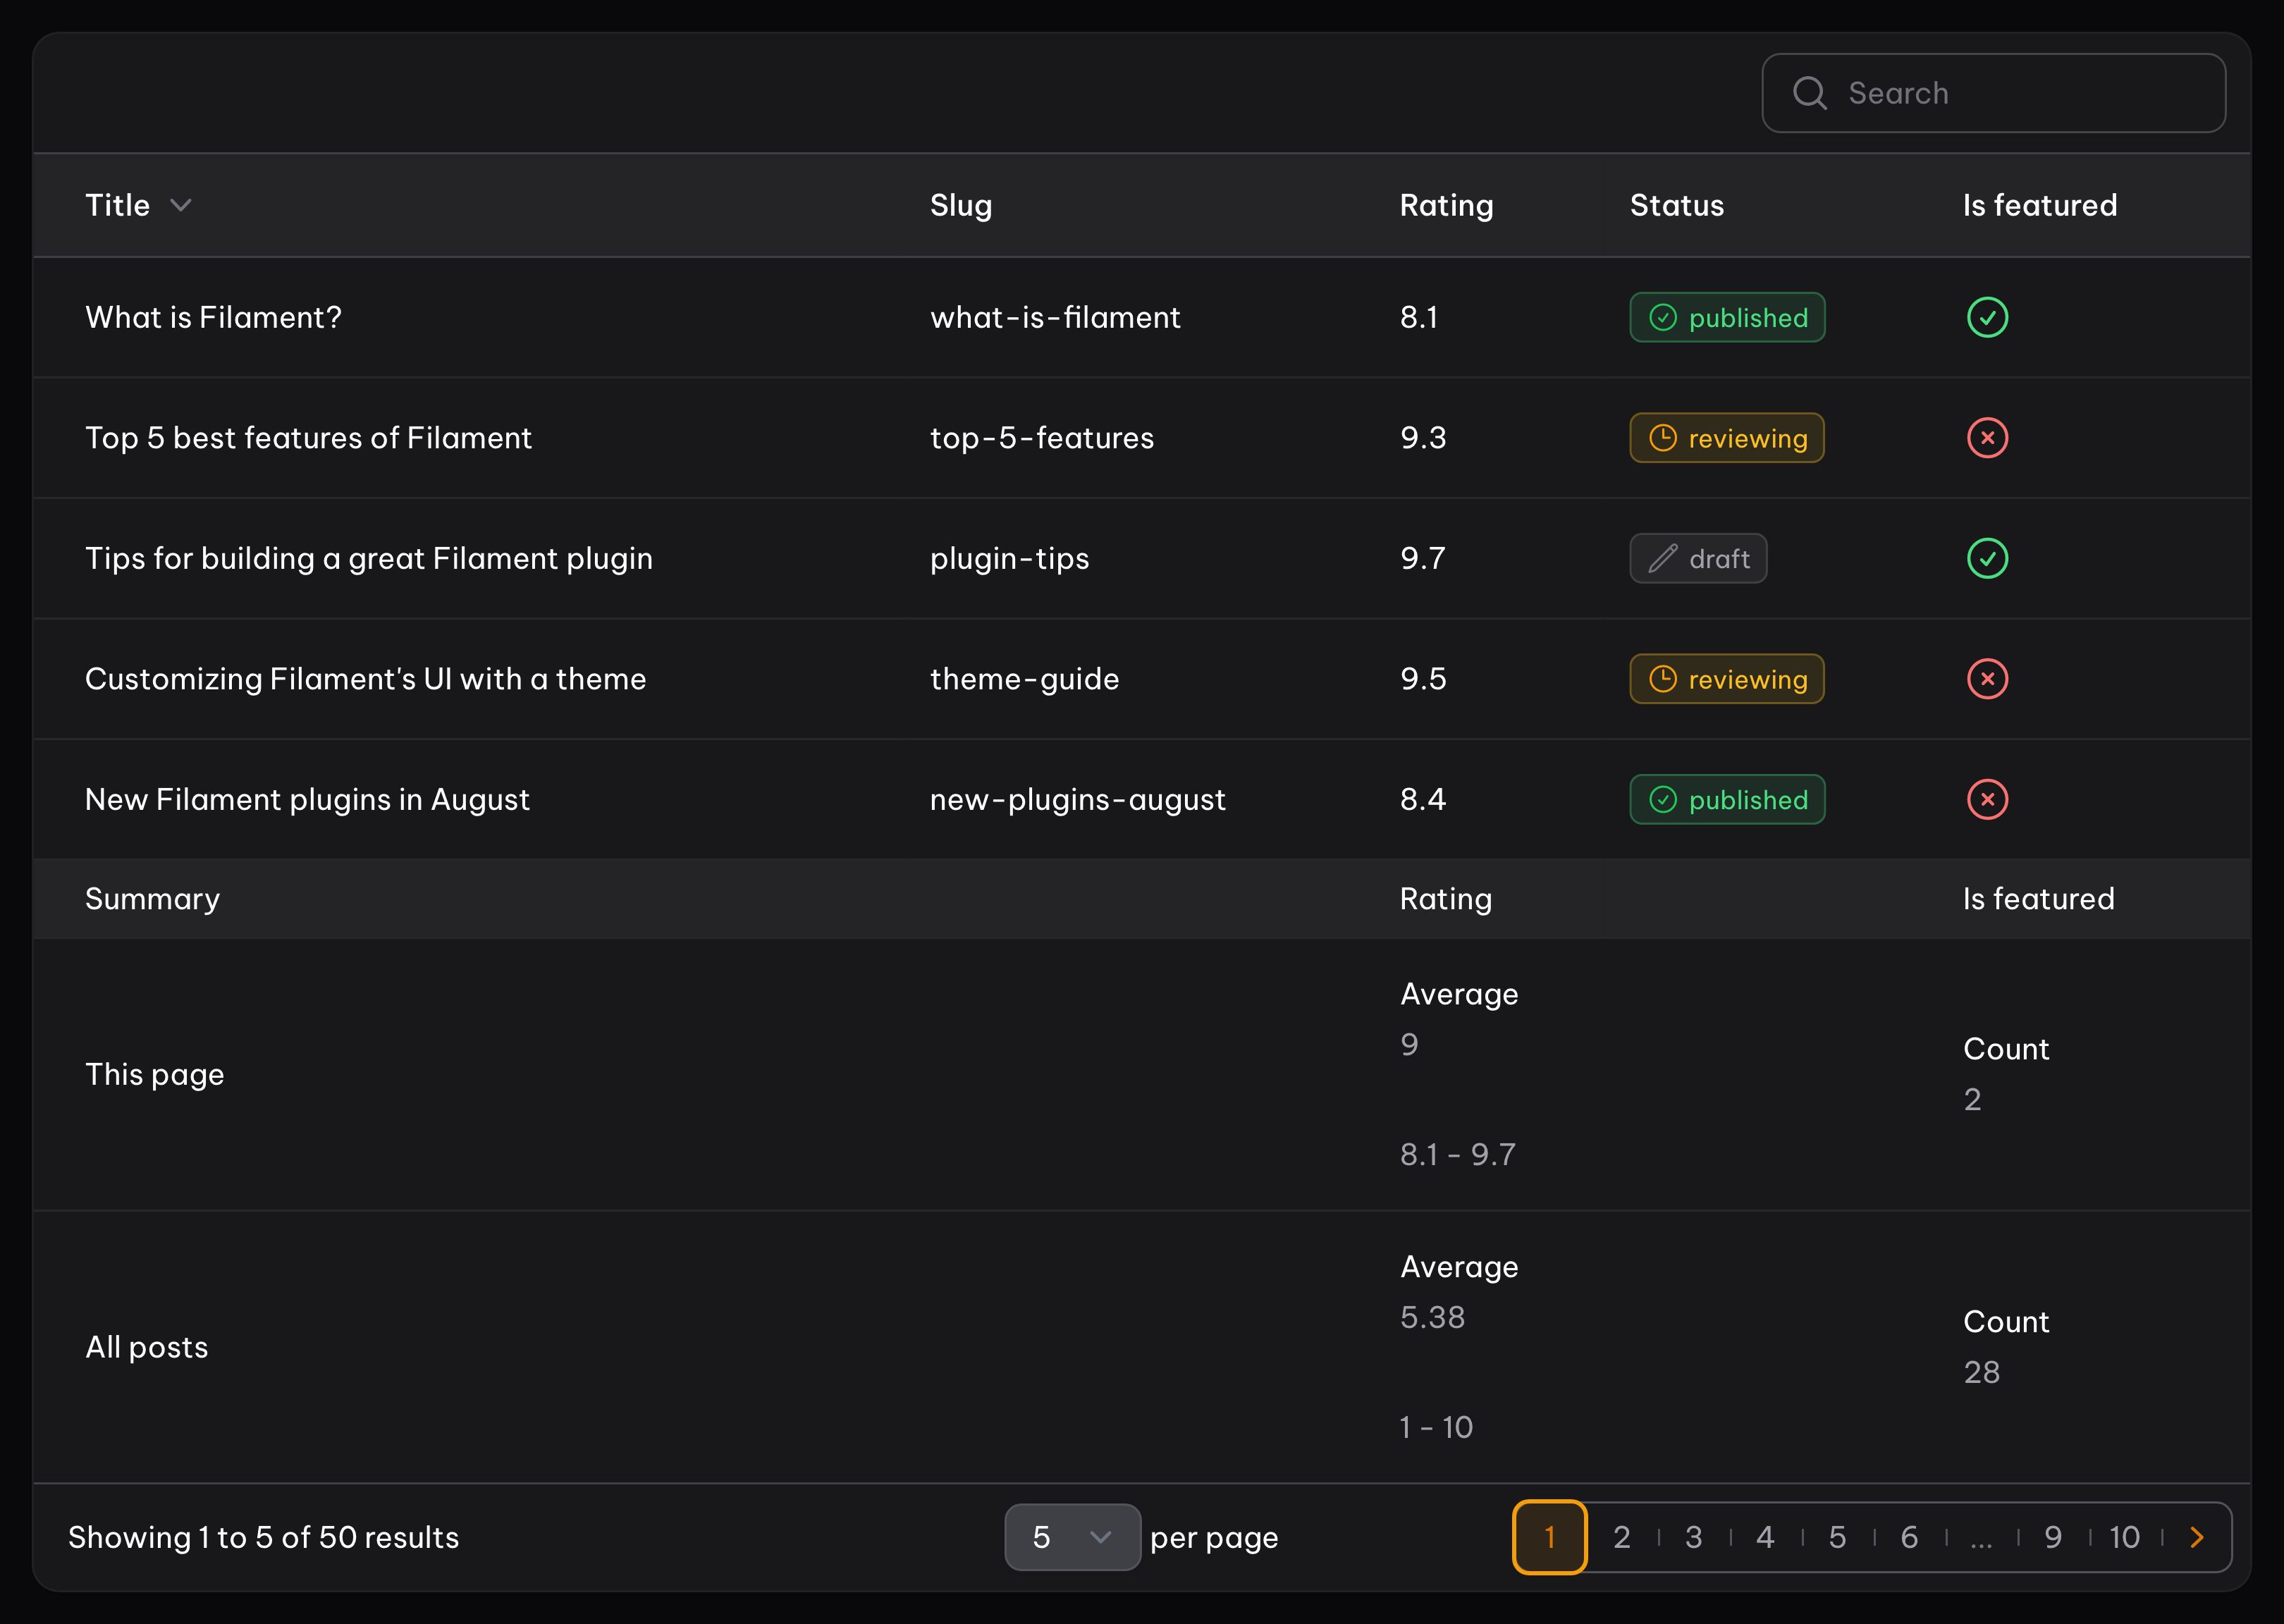 Search
Title Slug Rating Status Is featured
What is Filament? what-is-filament 8.1 published
Top 5 best features of Filament top-5-features 9.3 reviewing
Tips for building a great Filament plugin plugin-tips 9.7 draft
Customizing Filament's UI with a theme theme-guide 9.5 reviewing
New Filament plugins in August new-plugins-august 8.4 published
Summary Rating Is featured
Average
9
Count
This page
2
8.1 - 9.7
Average
5.38
Count
All posts
28
1 - 10
Showing 1 to 5 of 50 results 5 per page 1 2 3 4 5 6 ... 9 10